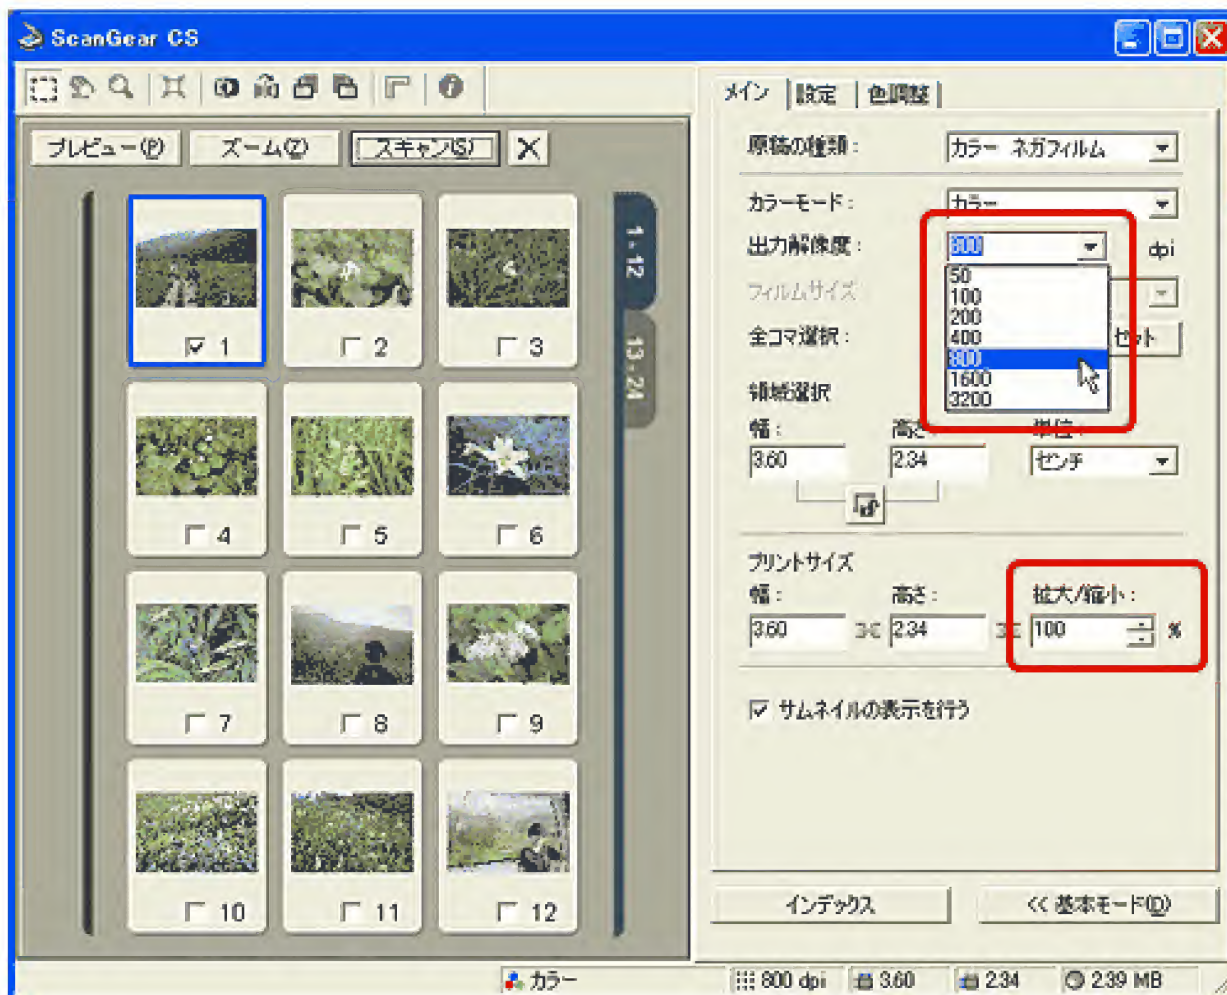 ScanGear CS
メイン 設定 色調整
プレビュー(P) ズーム(Z) スキャン(S)
原稿の種類: カラー ネガフィルム
カラーモード: カラー
出力解像度: 800 dpi
50
100
200
400
800
1600
3200
フィルムサイズ
全コマ選択: セット
領域選択
幅: 高さ: 単位:
3.60 2.34 センチ
プリントサイズ
幅: 高さ: 拡大/縮小:
3.60 2.34 100 %
サムネイルの表示を行う
1 - 12
13 - 24
1 2 3
4 5 6
7 8 9
10 11 12
インデックス << 基本モード(D)
カラー 800 dpi 3.60 2.34 2.39 MB